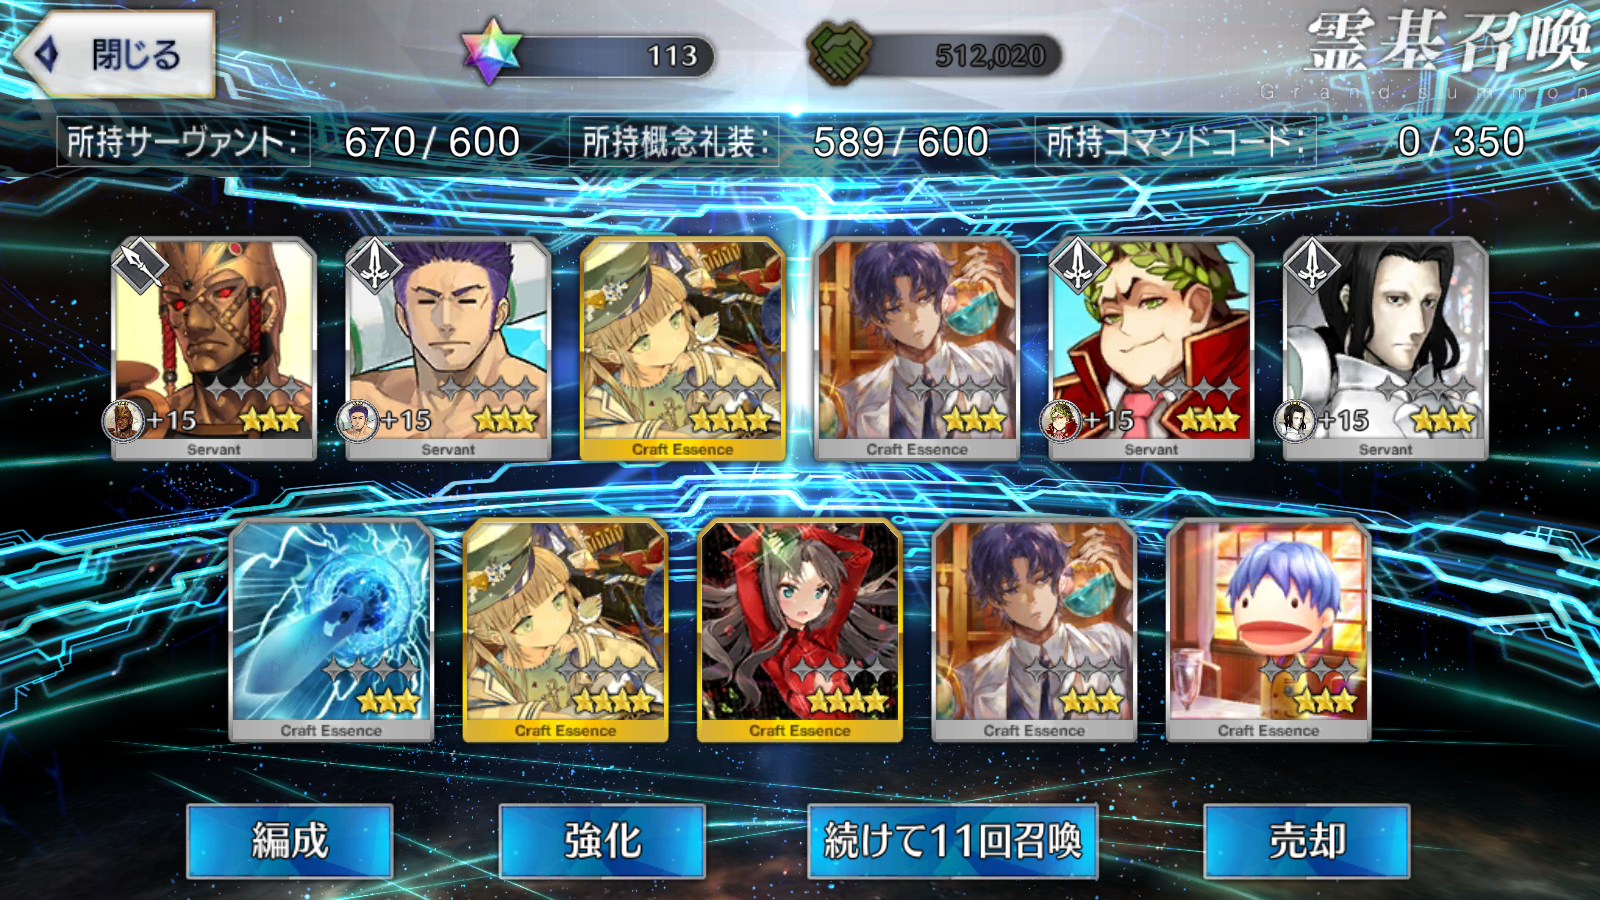 閉じる
113
512,020
霊基召喚
Grand summon
所持サーヴァント: 670 / 600
所持概念礼装: 589 / 600
所持コマンドコード: 0 / 350
+15
+15
+15
+15
Servant
Servant
Craft Essence
Craft Essence
Servant
Servant
Craft Essence
Craft Essence
Craft Essence
Craft Essence
Craft Essence
編成
強化
続けて11回召喚
売却